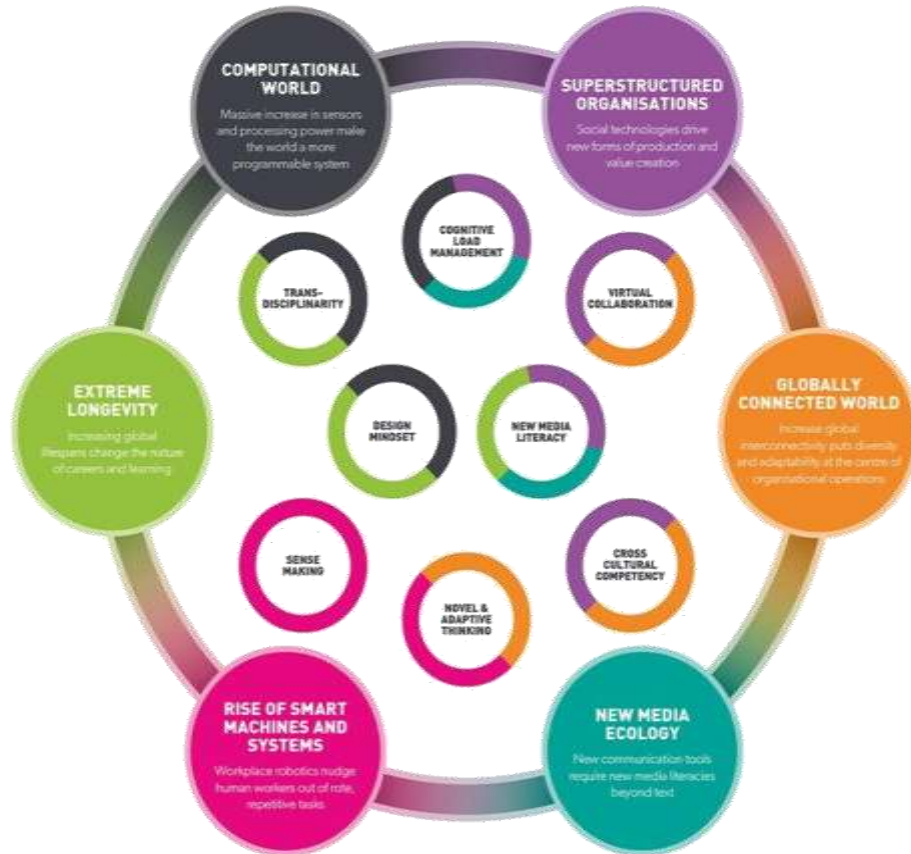 COMPUTATIONAL
WORLD
Massive increase in sensors
and processing power make
the world a more
programmable system
SUPERSTRUCTURED
ORGANISATIONS
Social technologies drive
new forms of production and
value creation
COGNITIVE
LOAD
MANAGEMENT
TRANS-
DISCIPLINARITY
VIRTUAL
COLLABORATION
EXTREME
LONGEVITY
Increasing global
lifespans change the nature
of careers and learning
DESIGN
MINDSET
NEW MEDIA
LITERACY
GLOBALLY
CONNECTED WORLD
Increase global
interconnectivity puts diversity
and adaptability at the centre of
organisational operations
SENSE
MAKING
NOVEL &
ADAPTIVE
THINKING
CROSS
CULTURAL
COMPETENCY
RISE OF SMART
MACHINES AND
SYSTEMS
Workplace robotics nudge
human workers out of rote,
repetitive tasks
NEW MEDIA
ECOLOGY
New communication tools
require new media literacies
beyond text